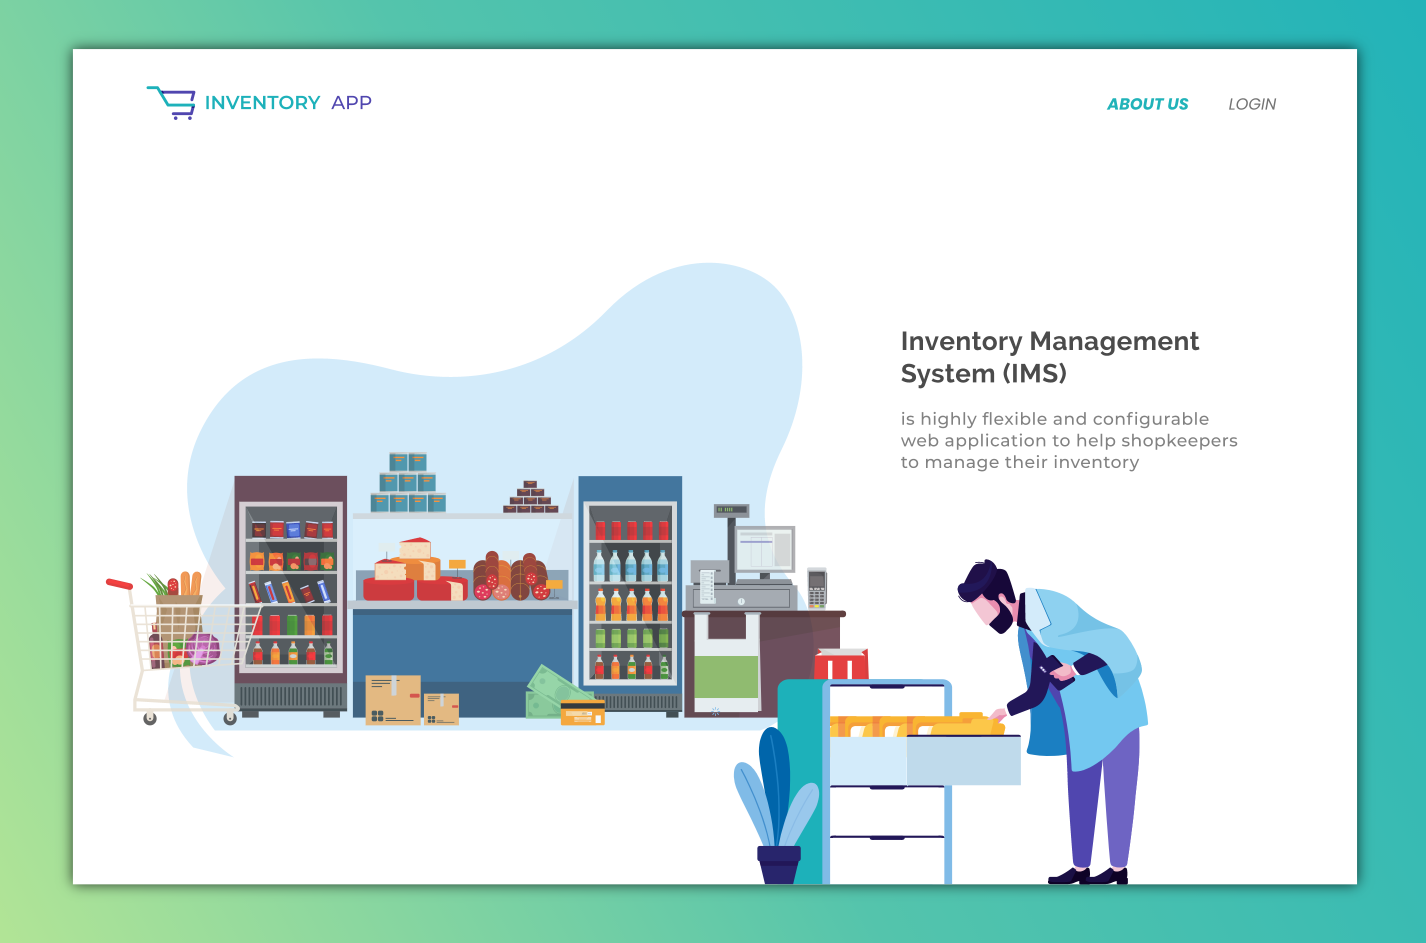 INVENTORY APP
ABOUT US
LOGIN
Inventory Management
System (IMS)
is highly flexible and configurable
web application to help shopkeepers
to manage their inventory